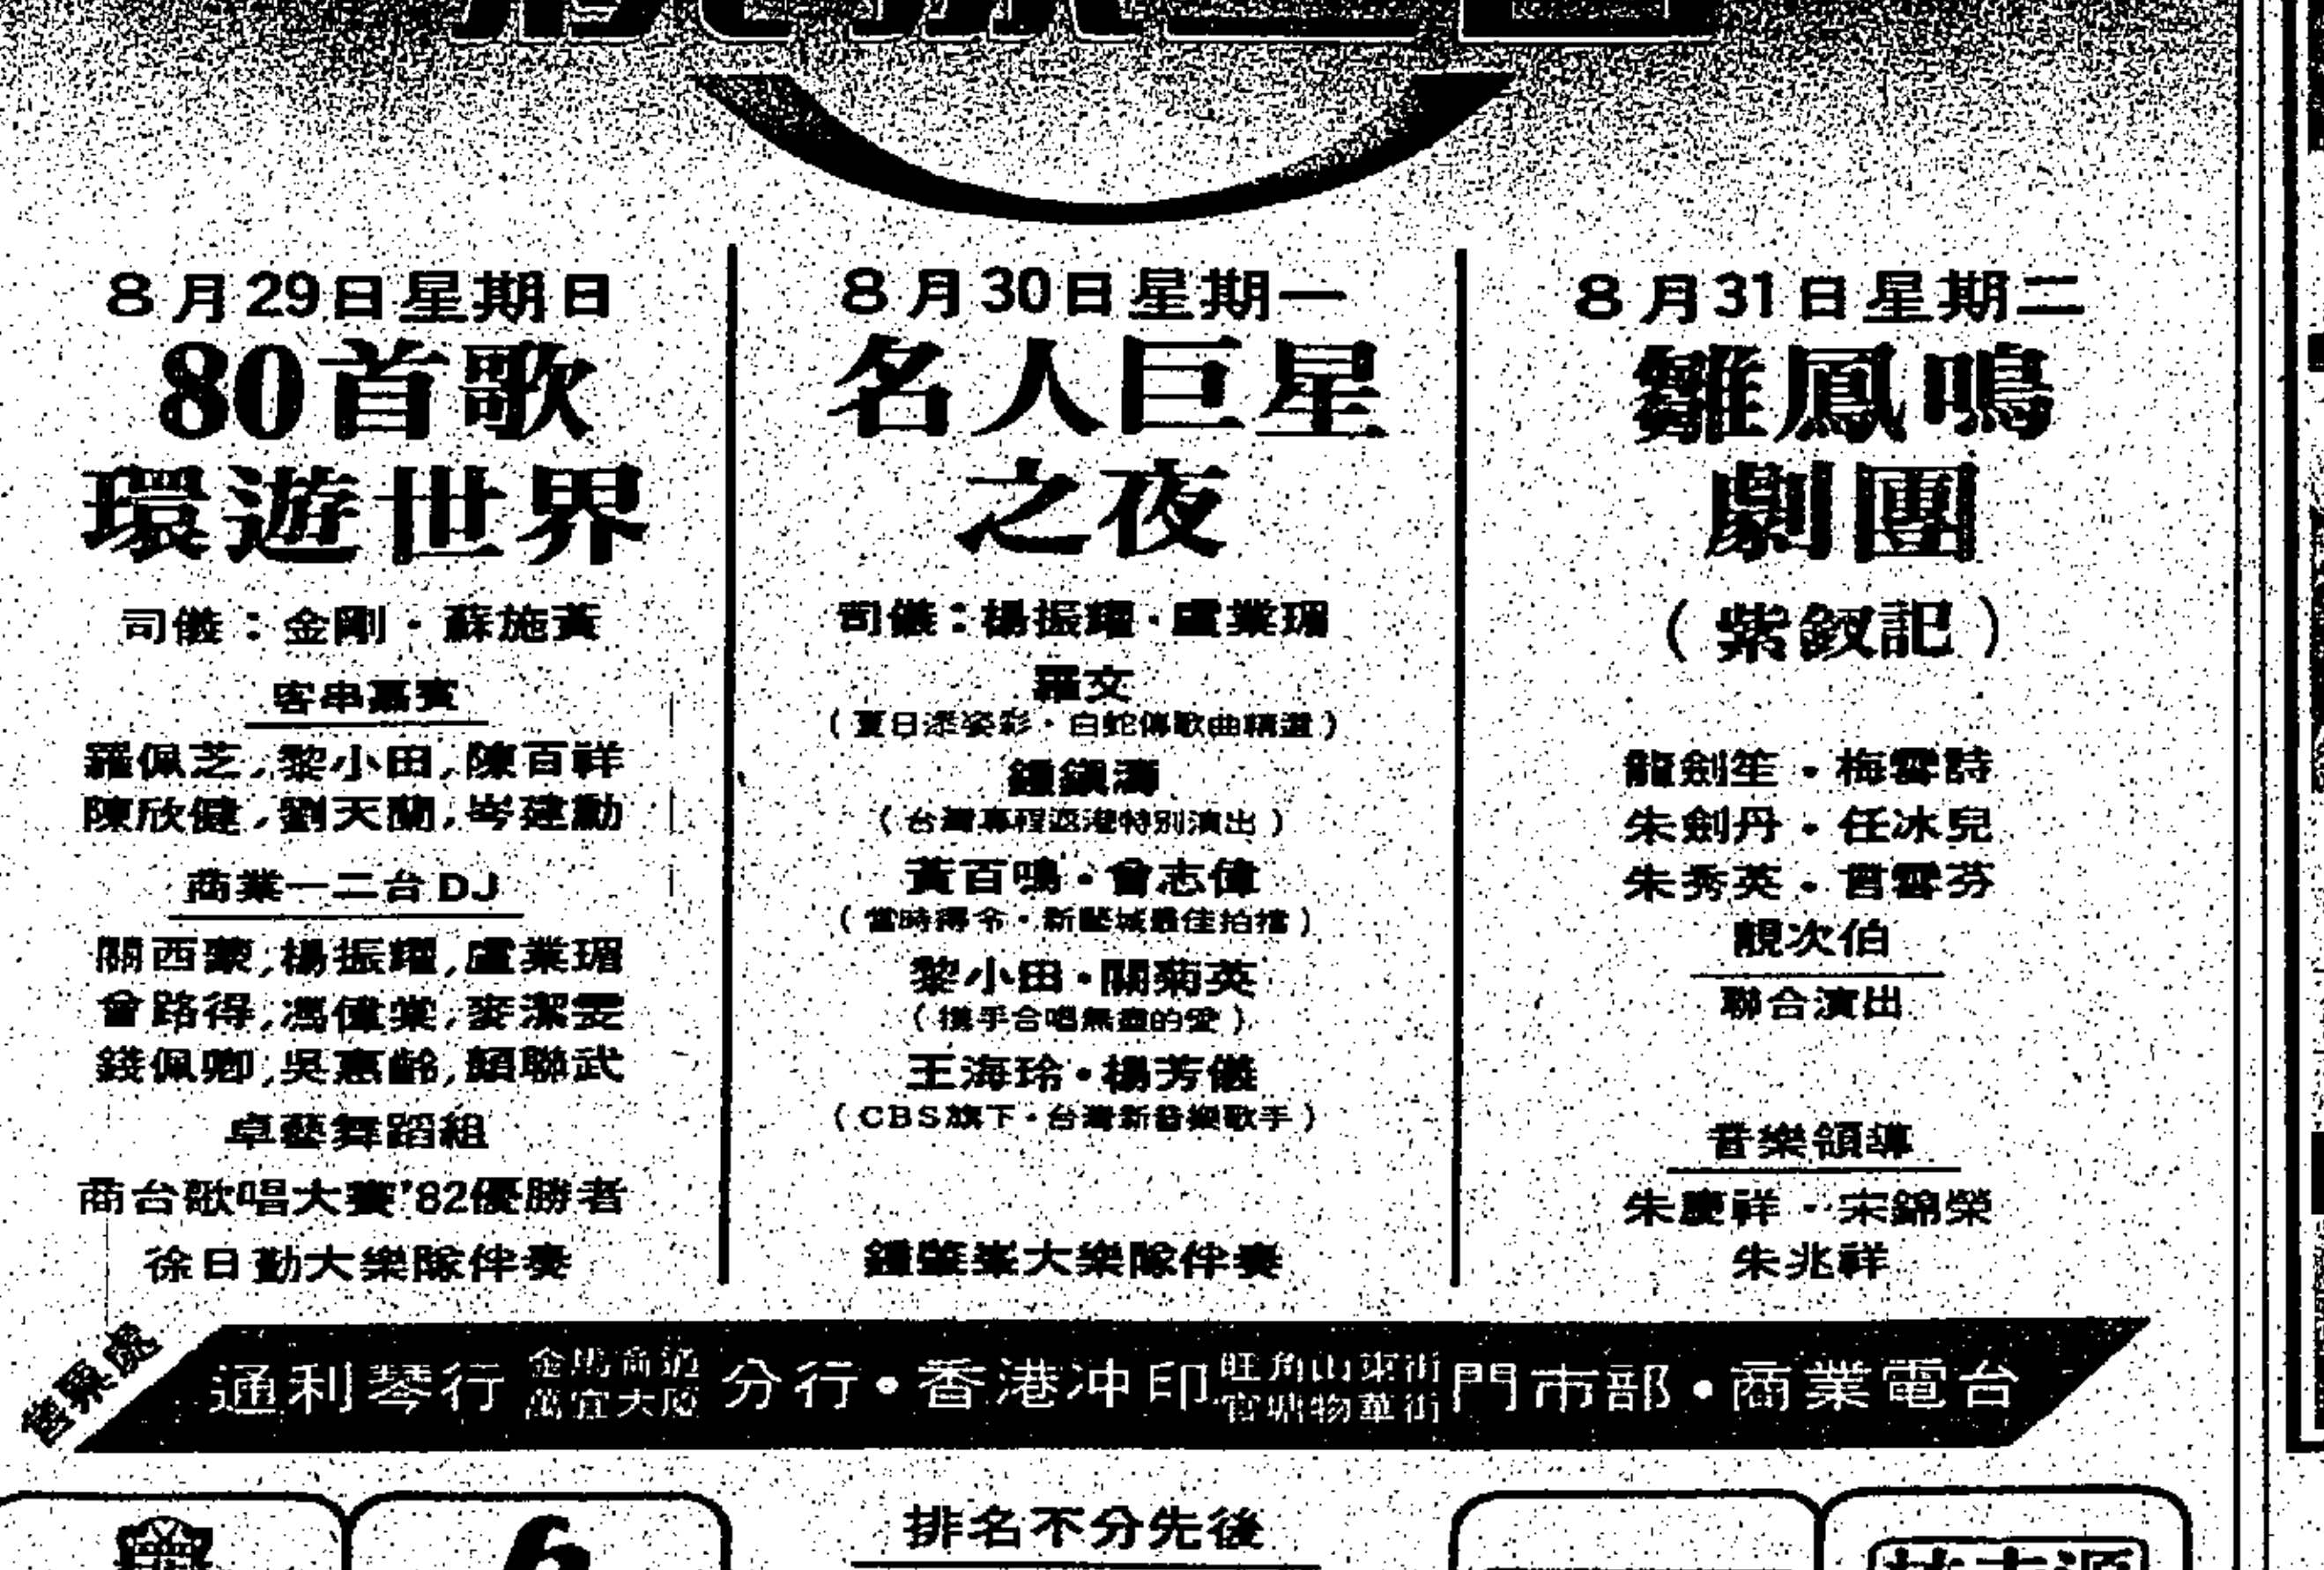 8月29日星期日
80首歌
環遊世界
司儀：金剛・蘇施黃
客串嘉賓
羅佩芝,黎小田,陳百祥
陳欣健,劉天蘭,岑建勳
商業一二台DJ
關西蒙,楊振耀,盧業瑂
曾路得,馮偉棠,麥潔雯
錢佩卿,吳惠齡,顏聯武
卓藝舞蹈組
商台歌唱大賽'82優勝者
徐日勤大樂隊伴奏
8月30日星期一
名人巨星
之夜
司儀：楊振耀・盧業瑂
羅文
（夏日添姿彩・白蛇傳歌曲精選）
鍾鎮濤
（台灣專程返港特別演出）
黃百鳴・曾志偉
（當時得令・新藝城最佳拍檔）
黎小田・關菊英
（攜手合唱無盡的愛）
王海玲・楊芳儀
（CBS旗下・台灣新音樂歌手）
鍾肇峯大樂隊伴奏
8月31日星期二
雛鳳鳴
劇團
（紫釵記）
龍劍笙・梅雪詩
朱劍丹・任冰兒
朱秀英・言雪芬
靚次伯
聯合演出
音樂領導
朱慶祥・宋錦榮
朱兆祥
售票處
通利琴行 金馬商通 萬宜大廈 分行・香港沖印 旺角山東街 官塘物華街 門市部・商業電台
排名不分先後
6